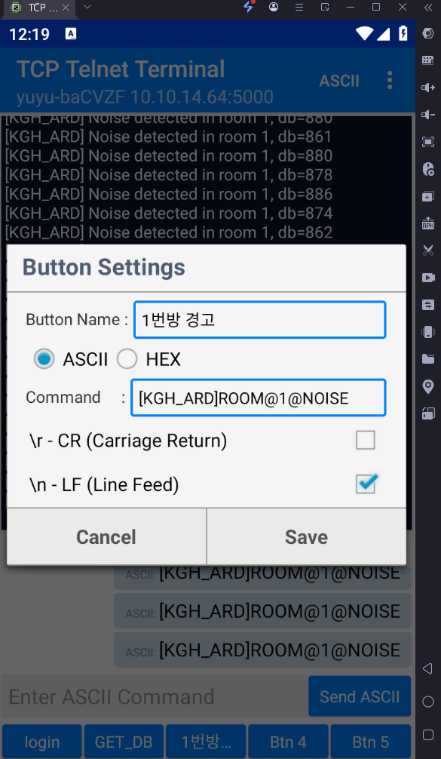 TCP ...
12:19 A
TCP Telnet Terminal
ASCII
yuyu-baCVZF 10.10.14.64:5000
[KGH_ARD] Noise detected in room 1, db=880
[KGH_ARD] Noise detected in room 1, db=861
[KGH_ARD] Noise detected in room 1, db=880
[KGH_ARD] Noise detected in room 1, db=878
[KGH_ARD] Noise detected in room 1, db=886
[KGH_ARD] Noise detected in room 1, db=874
[KGH_ARD] Noise detected in room 1, db=862
Button Settings
Button Name : 1번방 경고
ASCII HEX
Command : [KGH_ARD]ROOM@1@NOISE
\r - CR (Carriage Return)
\n - LF (Line Feed)
Cancel Save
ASCII: [KGH_ARD]ROOM@1@NOISE
ASCII: [KGH_ARD]ROOM@1@NOISE
ASCII: [KGH_ARD]ROOM@1@NOISE
Enter ASCII Command Send ASCII
login GET_DB 1번방... Btn 4 Btn 5